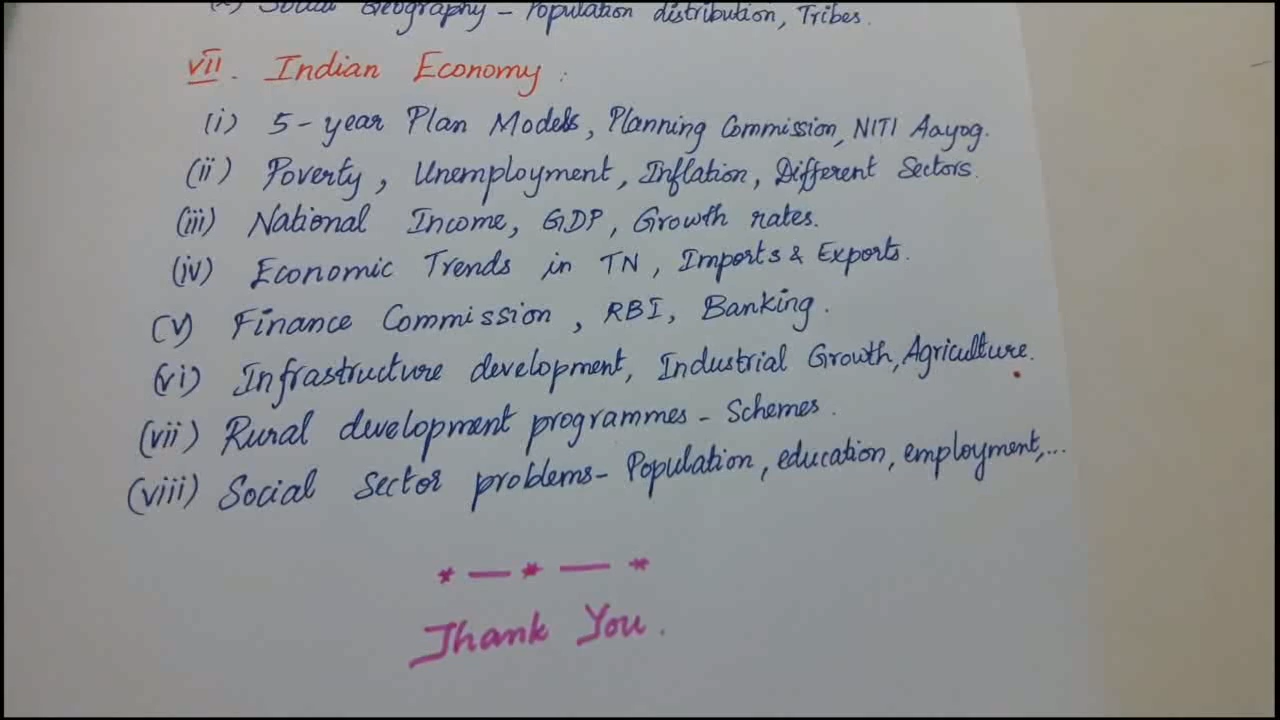 (x) Social Geography - Population distribution, Tribes.
VII. Indian Economy :
(i) 5-year Plan Models, Planning Commission, NITI Aayog.
(ii) Poverty, Unemployment, Inflation, Different Sectors.
(iii) National Income, GDP, Growth rates.
(iv) Economic Trends in TN, Imports & Exports.
(v) Finance Commission, RBI, Banking.
(vi) Infrastructure development, Industrial Growth, Agriculture.
(vii) Rural development programmes - Schemes.
(viii) Social Sector problems - Population, education, employment,...
* — * — *
Thank You.